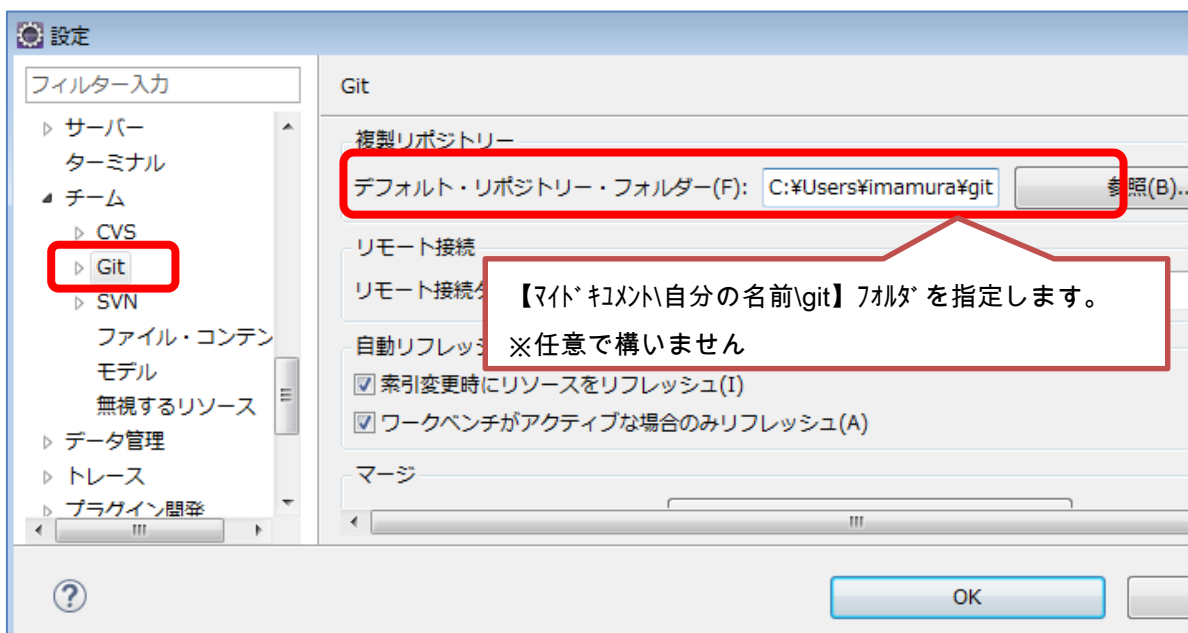 設定
フィルター入力
サーバー
ターミナル
チーム
CVS
Git
SVN
ファイル・コンテン
モデル
無視するリソース
データ管理
トレース
プラグイン開発
Git
複製リポジトリー
デフォルト・リポジトリー・フォルダー(F): C:¥Users¥imamura¥git 参照(B)..
リモート接続
リモート接続
【ﾏｲﾄﾞｷｭﾒﾝﾄ\自分の名前\git】ﾌｫﾙﾀﾞを指定します。
※任意で構いません
自動リフレッシ
索引変更時にリソースをリフレッシュ(I)
ワークベンチがアクティブな場合のみリフレッシュ(A)
マージ
OK